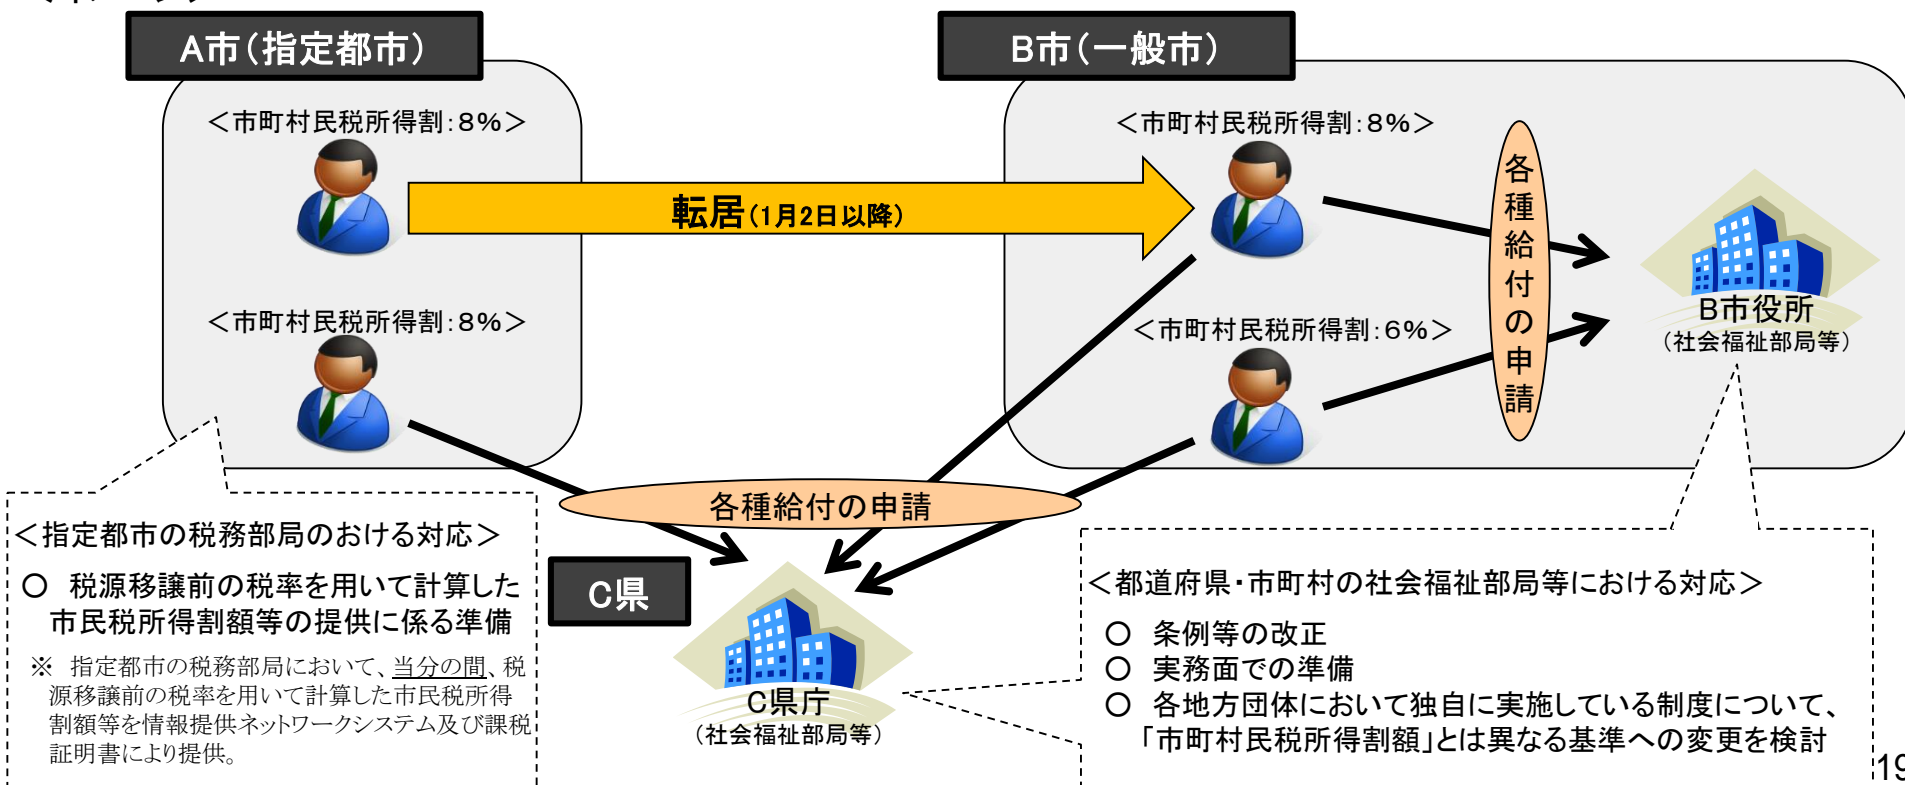 A市（指定都市）
B市（一般市）
＜市町村民税所得割：8％＞
＜市町村民税所得割：8％＞
転居（1月2日以降）
各種給付の申請
＜市町村民税所得割：8％＞
＜市町村民税所得割：6％＞
B市役所
（社会福祉部局等）
各種給付の申請
C県
C県庁
（社会福祉部局等）
＜指定都市の税務部局のおける対応＞
○　税源移譲前の税率を用いて計算した
市民税所得割額等の提供に係る準備
※　指定都市の税務部局において、当分の間、税
源移譲前の税率を用いて計算した市民税所得
割額等を情報提供ネットワークシステム及び課税
証明書により提供。
＜都道府県・市町村の社会福祉部局等における対応＞
○　条例等の改正
○　実務面での準備
○　各地方団体において独自に実施している制度について、
「市町村民税所得割額」とは異なる基準への変更を検討
19